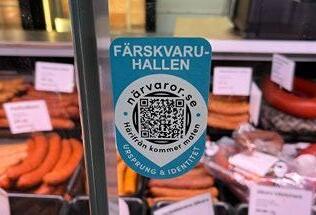 FÄRSKVARU-
HALLEN
närvaror.se
Härifrån kommer maten
URSPRUNG & IDENTITET